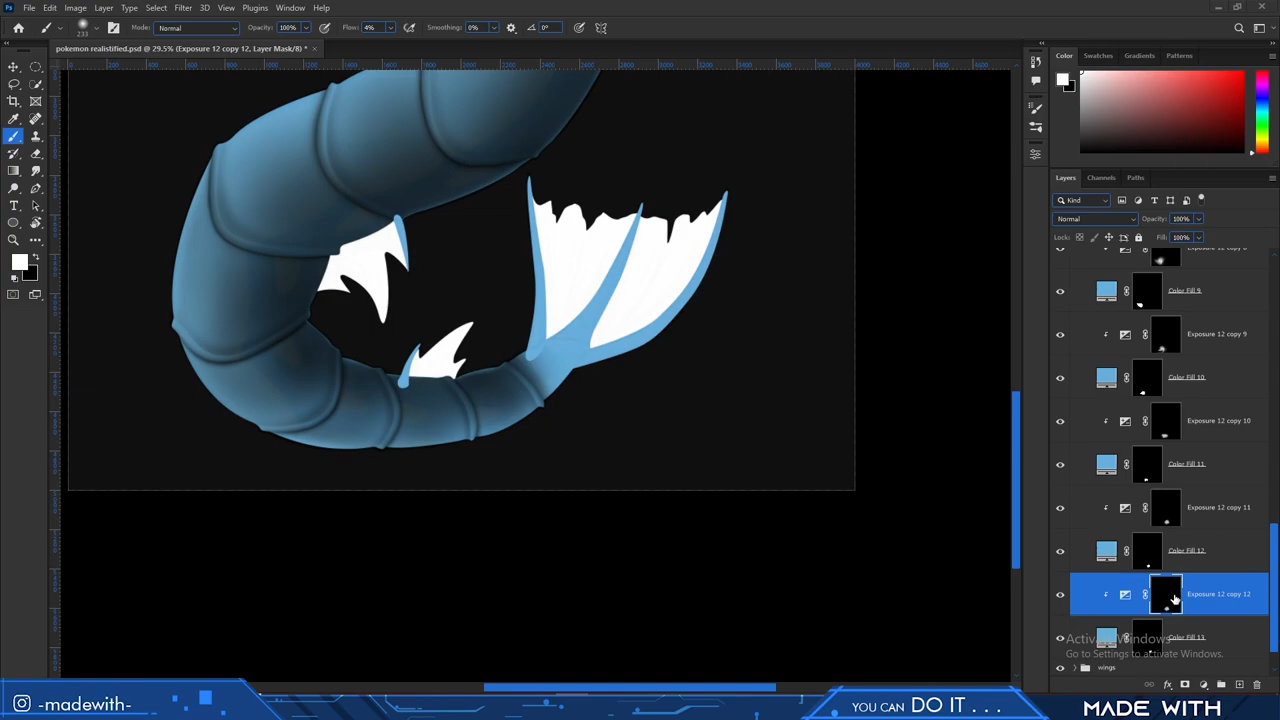 Ps File Edit Image Layer Type Select Filter 3D View Plugins Window Help
233 Mode: Normal Opacity: 100% Flow: 4% Smoothing: 0% 0°
pokemon realistified.psd @ 29.5% (Exposure 12 copy 12, Layer Mask/8) *
Color Swatches Gradients Patterns
Layers Channels Paths
Kind
Normal Opacity: 100%
Lock: Fill: 100%
Color Fill 9
Exposure 12 copy 9
Color Fill 10
Exposure 12 copy 10
Color Fill 11
Exposure 12 copy 11
Color Fill 12
Exposure 12 copy 12
Color Fill 13
Activate Windows
Go to Settings to activate Windows.
wings
-madewith-
YOU CAN DO IT . . .
MADE WITH